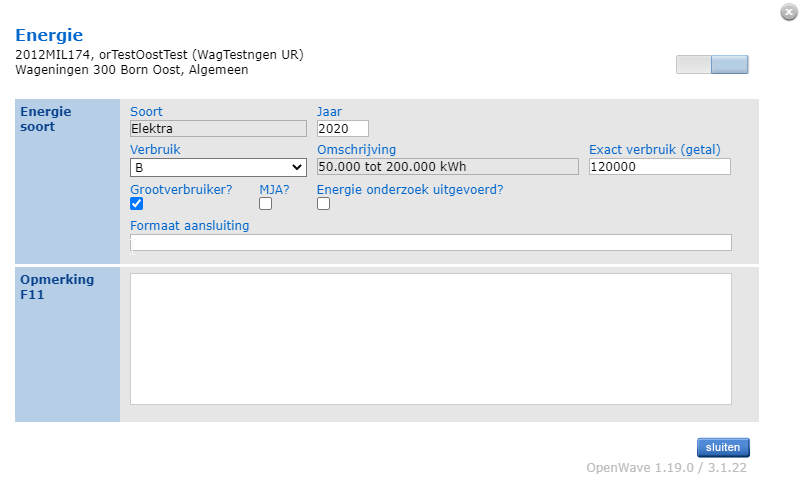 Energie
2012MIL174, orTestOostTest (WagTestngen UR)
Wageningen 300 Born Oost, Algemeen
Energie soort
Soort Jaar
Elektra 2020
Verbruik Omschrijving Exact verbruik (getal)
B 50.000 tot 200.000 kWh 120000
Grootverbruiker? MJA? Energie onderzoek uitgevoerd?
Formaat aansluiting
Opmerking
F11
sluiten
OpenWave 1.19.0 / 3.1.22